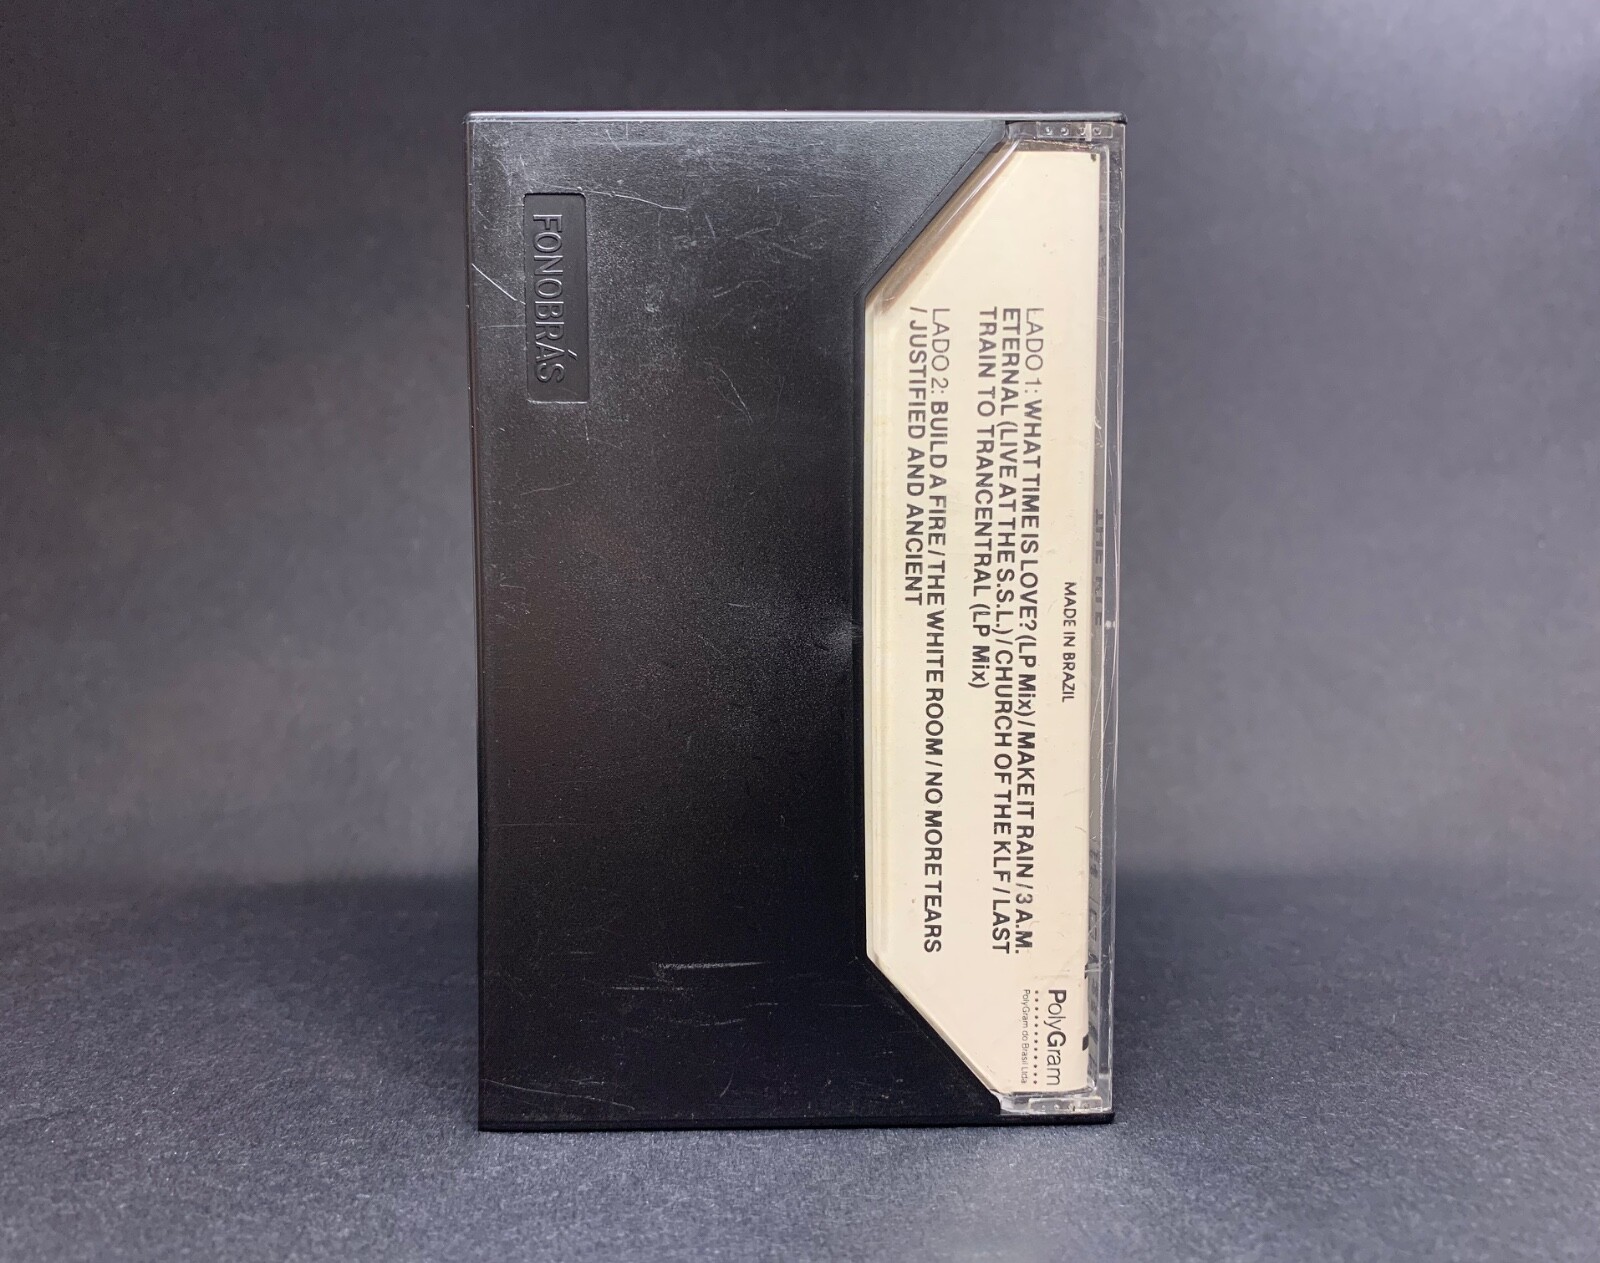 FONOBRÁS
MADE IN BRAZIL
LADO 1: WHAT TIME IS LOVE? (LP Mix) / MAKE IT RAIN / 3 A.M.
ETERNAL (LIVE AT THE S.S.L.) / CHURCH OF THE KLF / LAST
TRAIN TO TRANCENTRAL (LP Mix)
LADO 2: BUILD A FIRE / THE WHITE ROOM / NO MORE TEARS
/ JUSTIFIED AND ANCIENT
PolyGram
PolyGram do Brasil Ltda